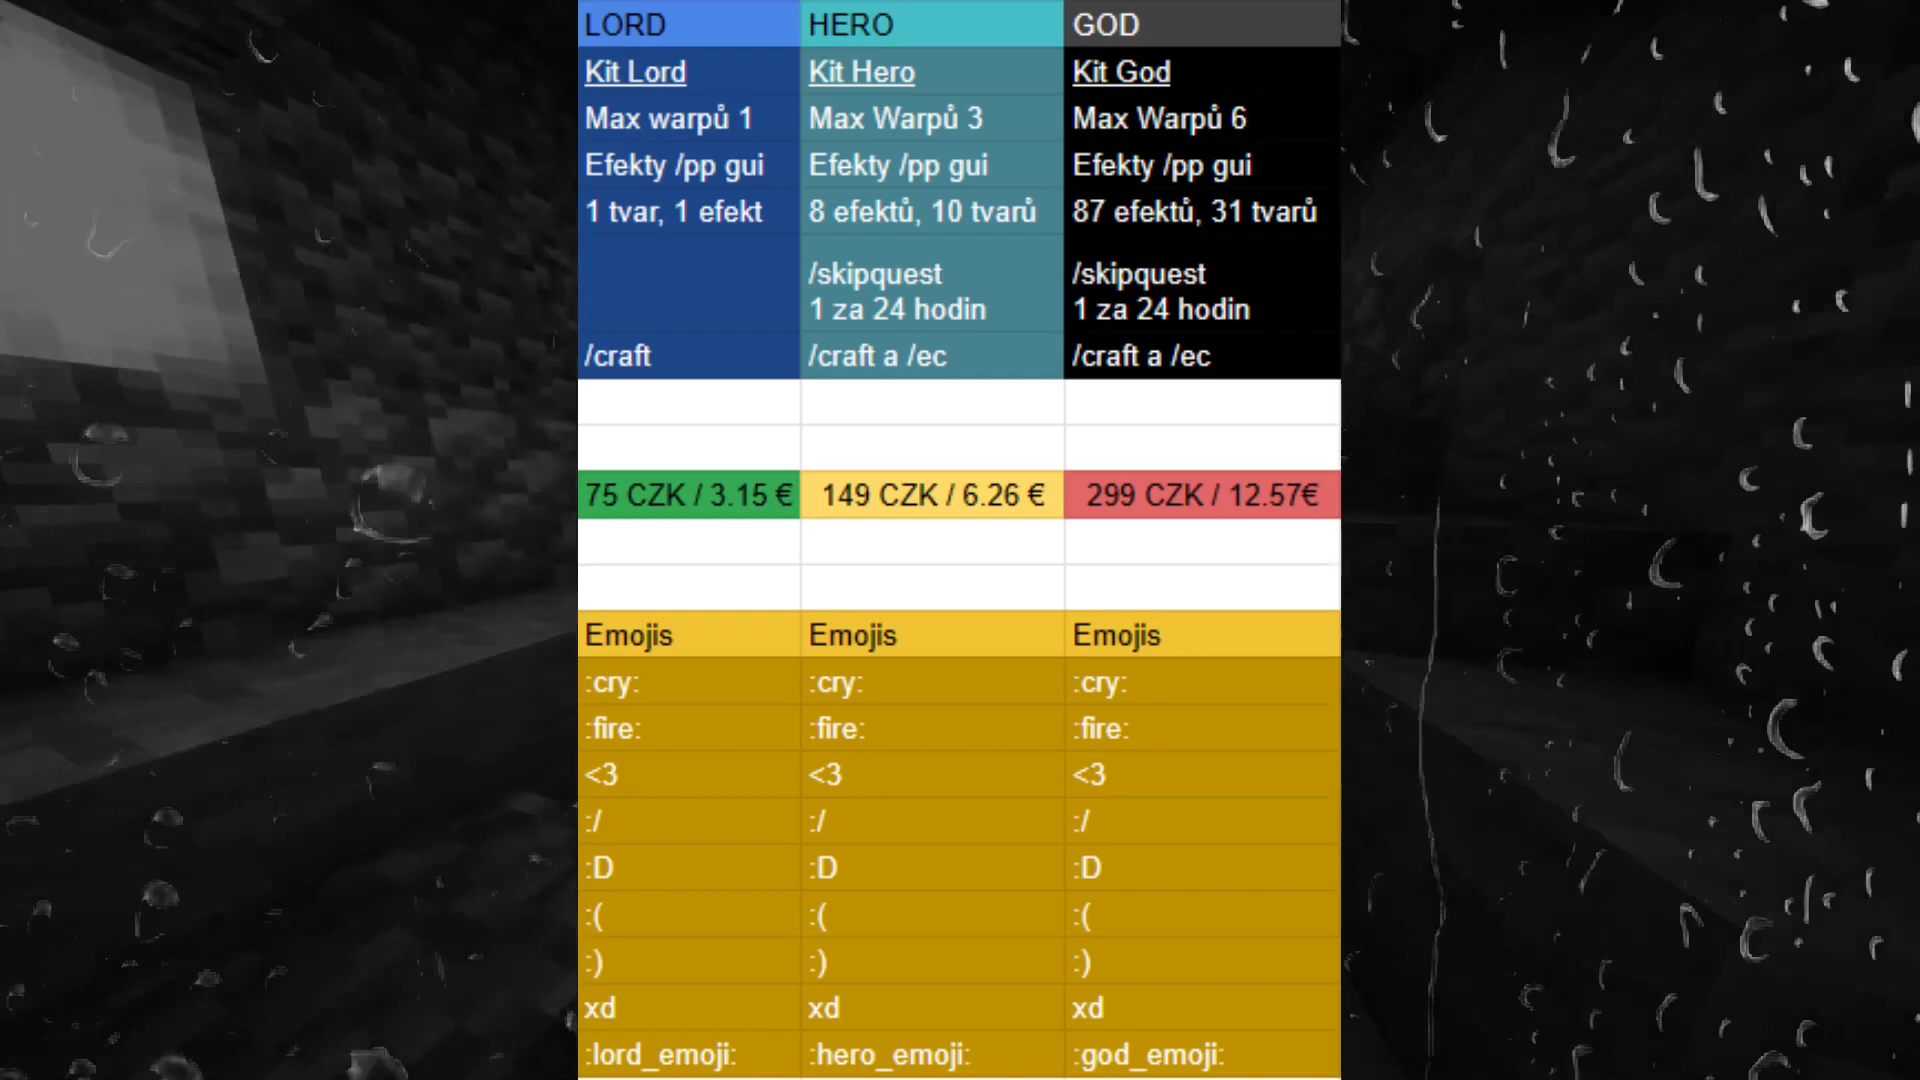 LORD HERO GOD
Kit Lord Kit Hero Kit God
Max warpů 1 Max Warpů 3 Max Warpů 6
Efekty /pp gui Efekty /pp gui Efekty /pp gui
1 tvar, 1 efekt 8 efektů, 10 tvarů 87 efektů, 31 tvarů
/skipquest /skipquest
1 za 24 hodin 1 za 24 hodin
/craft /craft a /ec /craft a /ec
75 CZK / 3.15 € 149 CZK / 6.26 € 299 CZK / 12.57€
Emojis Emojis Emojis
:cry: :cry: :cry:
:fire: :fire: :fire:
<3 <3 <3
:/ :/ :/
:D :D :D
:( :( :(
:) :) :)
xd xd xd
:lord_emoji: :hero_emoji: :god_emoji: